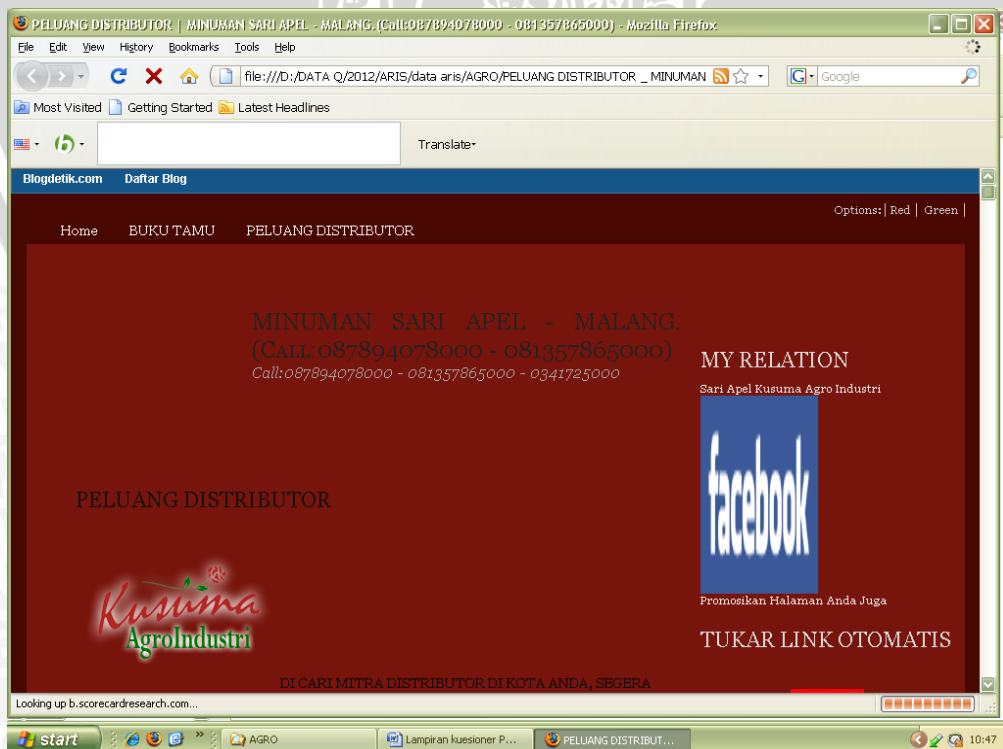 PELUANG DISTRIBUTOR | MINUMAN SARI APEL - MALANG.(Call:087894078000 - 081357865000) - Mozilla Firefox
File Edit View History Bookmarks Tools Help
file:///D:/DATA Q/2012/ARIS/data aris/AGRO/PELUANG DISTRIBUTOR _ MINUMAN
G Google
Most Visited Getting Started Latest Headlines
Translate
Blogdetik.com Daftar Blog
Options:| Red | Green |
Home BUKU TAMU PELUANG DISTRIBUTOR
MINUMAN SARI APEL - MALANG.
(CALL:087894078000 - 081357865000)
Call:087894078000 - 081357865000 - 0341725000
MY RELATION
Sari Apel Kusuma Agro Industri
facebook
Promosikan Halaman Anda Juga
TUKAR LINK OTOMATIS
PELUANG DISTRIBUTOR
Kusuma
AgroIndustri
DI CARI MITRA DISTRIBUTOR DI KOTA ANDA, SEGERA
Looking up b.scorecardresearch.com...
start » AGRO Lampiran kuesioner P... PELUANG DISTRIBUT... 10:47